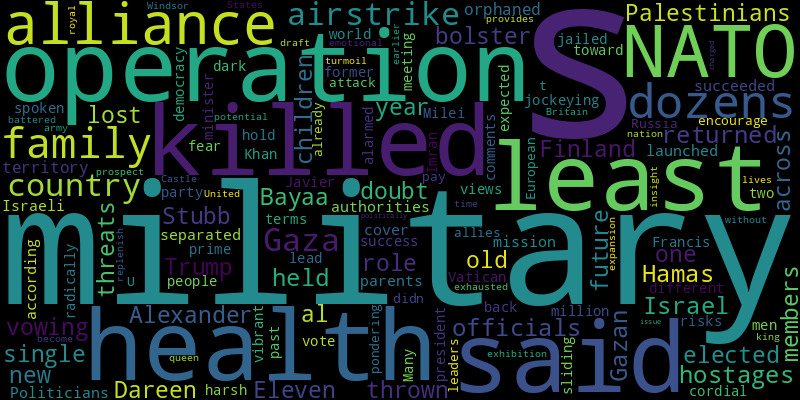 Windsor
States
royal
alliance
airstrike
orphaned
provides
Palestinians
draft
emotional
earlier
world
bolster
S
jailed
toward
NATO
operation
democracy
dark
turmoil
former
meeting
attack
t
jockeying
Britain
dozens
succeeded
encourage
spoken
battered
army
lost
minister
potential
children
already
year
alarmed
Milei
comments
expected
Russia
nation
charged
returned
across
family
killed
fear
hold
Khan
Imran
pay
least
Finland
launched
territory
prospect
Castle
party
United
Javier
views
European
insight
two
lives
country
Israeli
military
Bayaa
doubt
authorities
politically
time
without
Stubb
terms
allies
mission
future
Francis
expansion
threats
replenish
separated
Gaza
cover
success
old
one
according
radically
U
prime
Trump
people
lead
held
role
parents
Vatican
exhausted
Hamas
different
members
vowing
health
Alexander
al
didn
back
million
Israel
risks
men
issue
king
become
vibrant
past
vote
pondering
Many
president
leaders
officials
said
Gazan
elected
single
new
queen
exhibition
sliding
hostages
cordial
Politicians
Dareen
harsh
Eleven
thrown